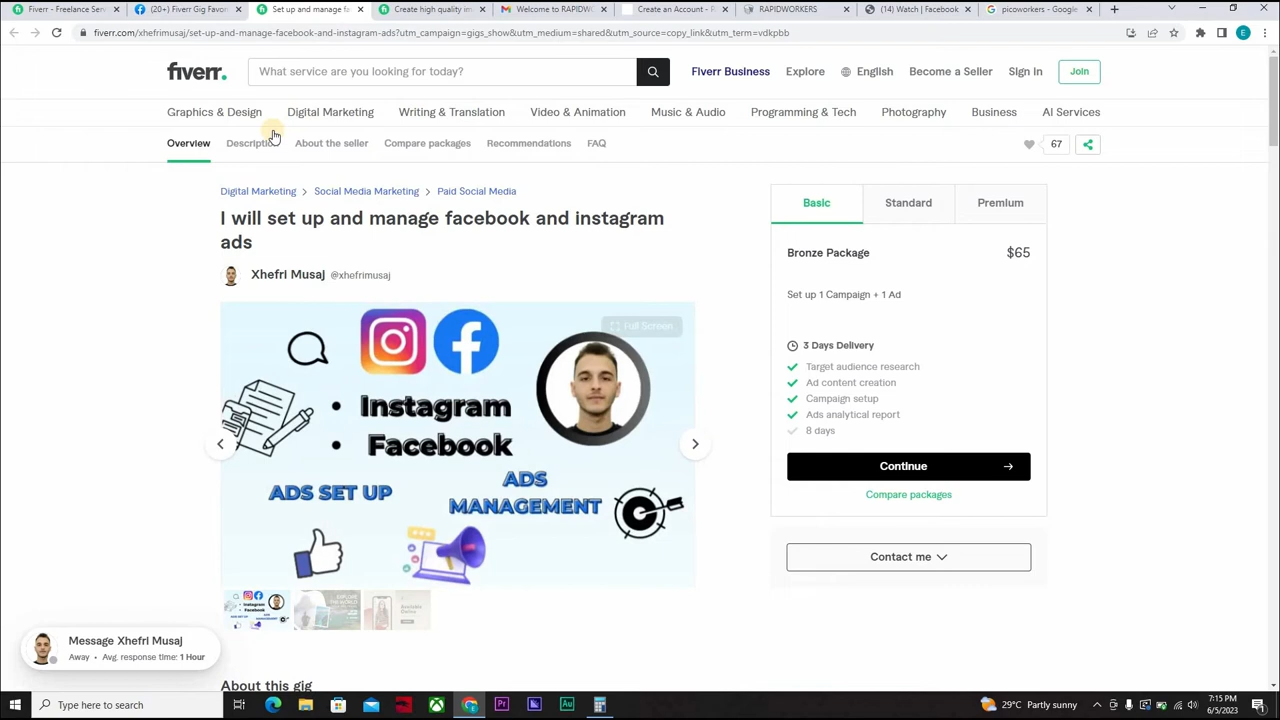 Fiverr - Freelance Serv
(20+) Fiverr Gig Favor
Set up and manage fa
Create high quality im
Welcome to RAPIDWO
Create an Account - R
RAPIDWORKERS
(14) Watch | Facebook
picoworkers - Google
fiverr.com/xhefrimusaj/set-up-and-manage-facebook-and-instagram-ads?utm_campaign=gigs_show&utm_medium=shared&utm_source=copy_link&utm_term=vdkpbb
E
fiverr.
What service are you looking for today?
Fiverr Business
Explore
English
Become a Seller
Sign In
Join
Graphics & Design
Digital Marketing
Writing & Translation
Video & Animation
Music & Audio
Programming & Tech
Photography
Business
AI Services
Overview
Descriptio
About the seller
Compare packages
Recommendations
FAQ
67
Digital Marketing > Social Media Marketing > Paid Social Media
I will set up and manage facebook and instagram
ads
Xhefri Musaj @xhefrimusaj
Full Screen
• Instagram
• Facebook
ADS SET UP
ADS
MANAGEMENT
Basic
Standard
Premium
Bronze Package
$65
Set up 1 Campaign + 1 Ad
3 Days Delivery
Target audience research
Ad content creation
Campaign setup
Ads analytical report
8 days
Continue
Compare packages
Contact me
Message Xhefri Musaj
Away • Avg. response time: 1 Hour
About this gig
Type here to search
Pr
Au
29°C Partly sunny
7:15 PM
6/5/2023